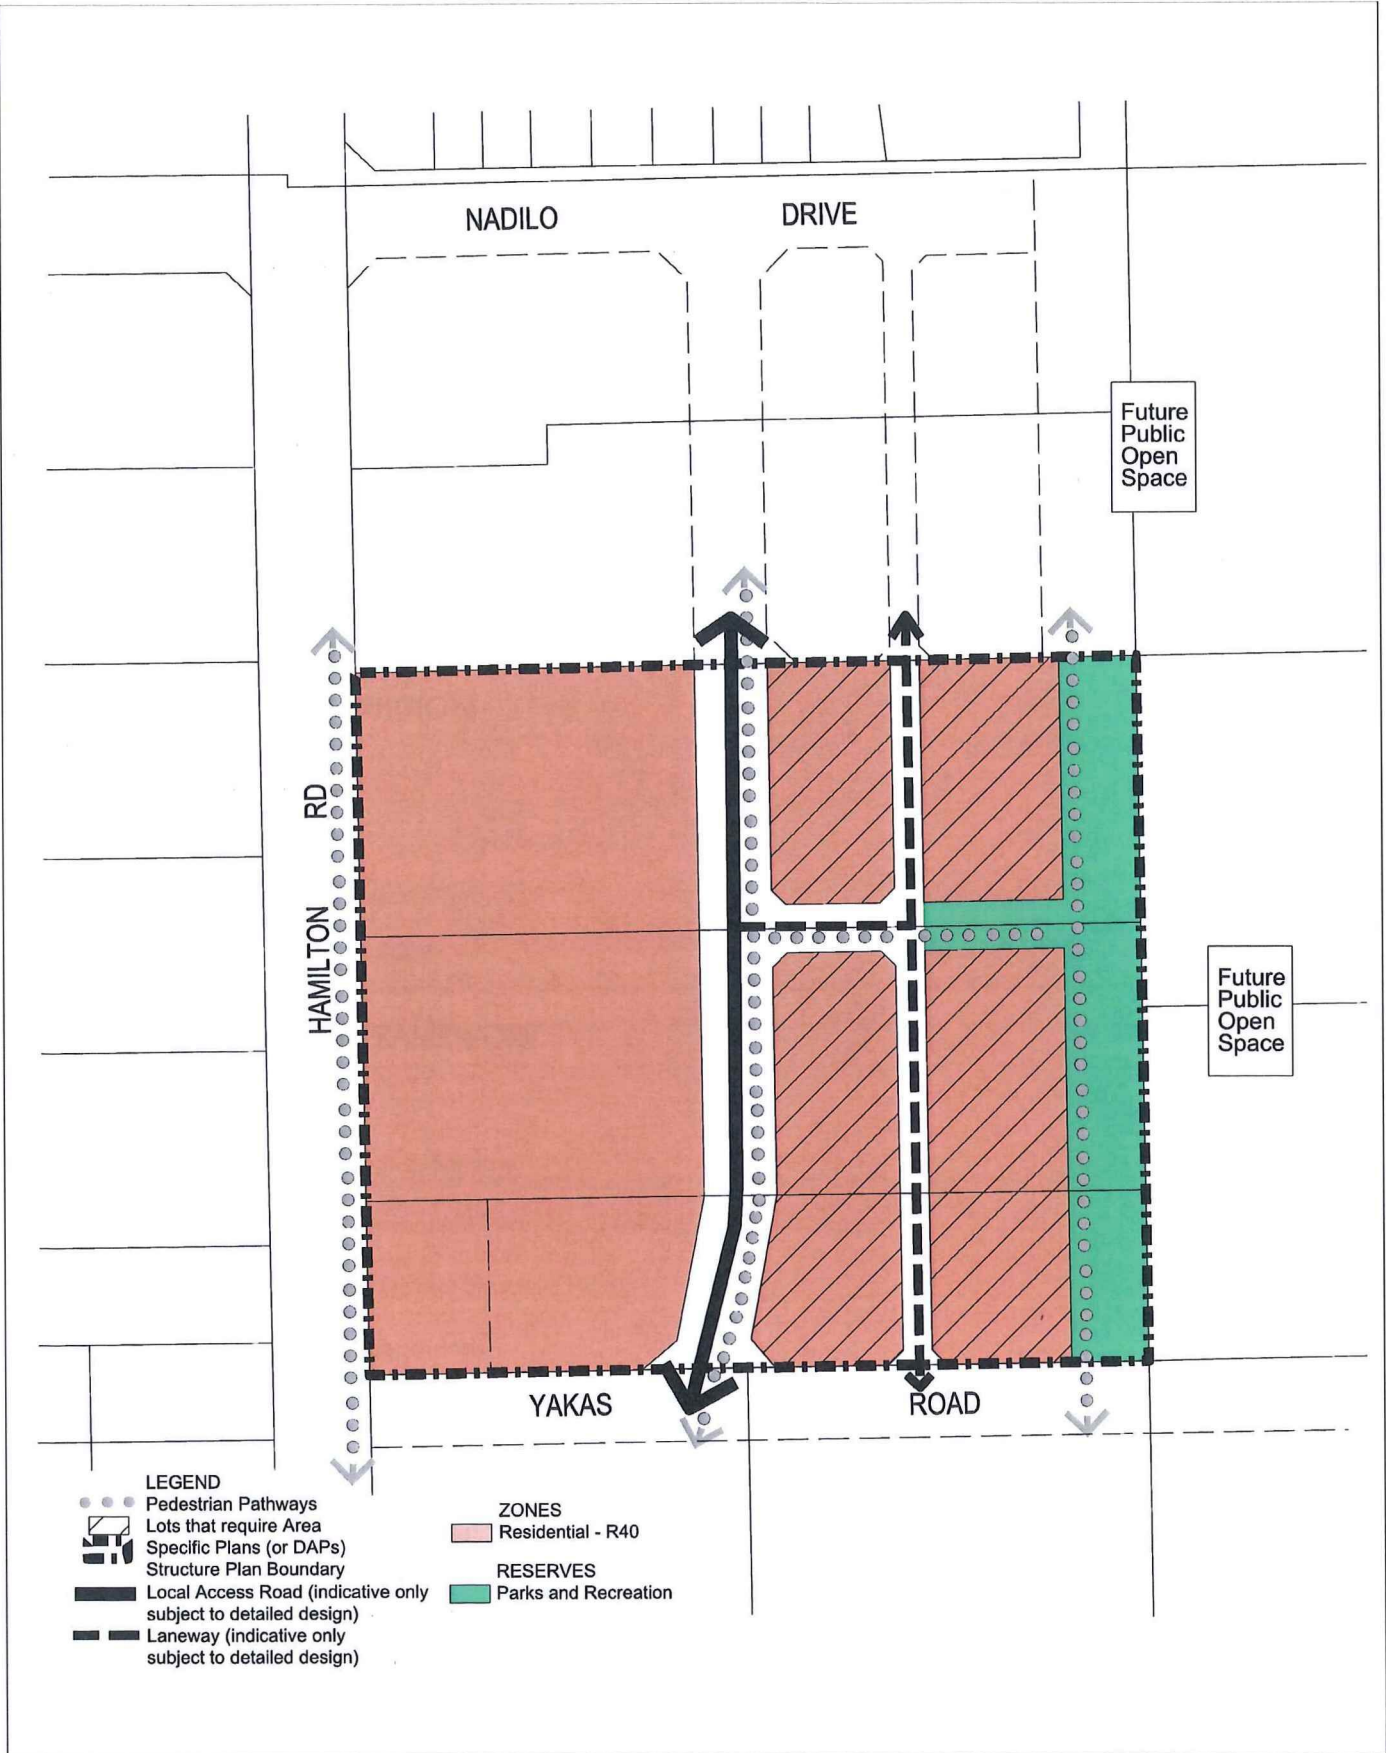 NADILO DRIVE
Future
Public
Open
Space
RD
HAMILTON
Future
Public
Open
Space
YAKAS ROAD
LEGEND
Pedestrian Pathways
Lots that require Area
Specific Plans (or DAPs)
Structure Plan Boundary
Local Access Road (indicative only
subject to detailed design)
Laneway (indicative only
subject to detailed design)
ZONES
Residential - R40
RESERVES
Parks and Recreation